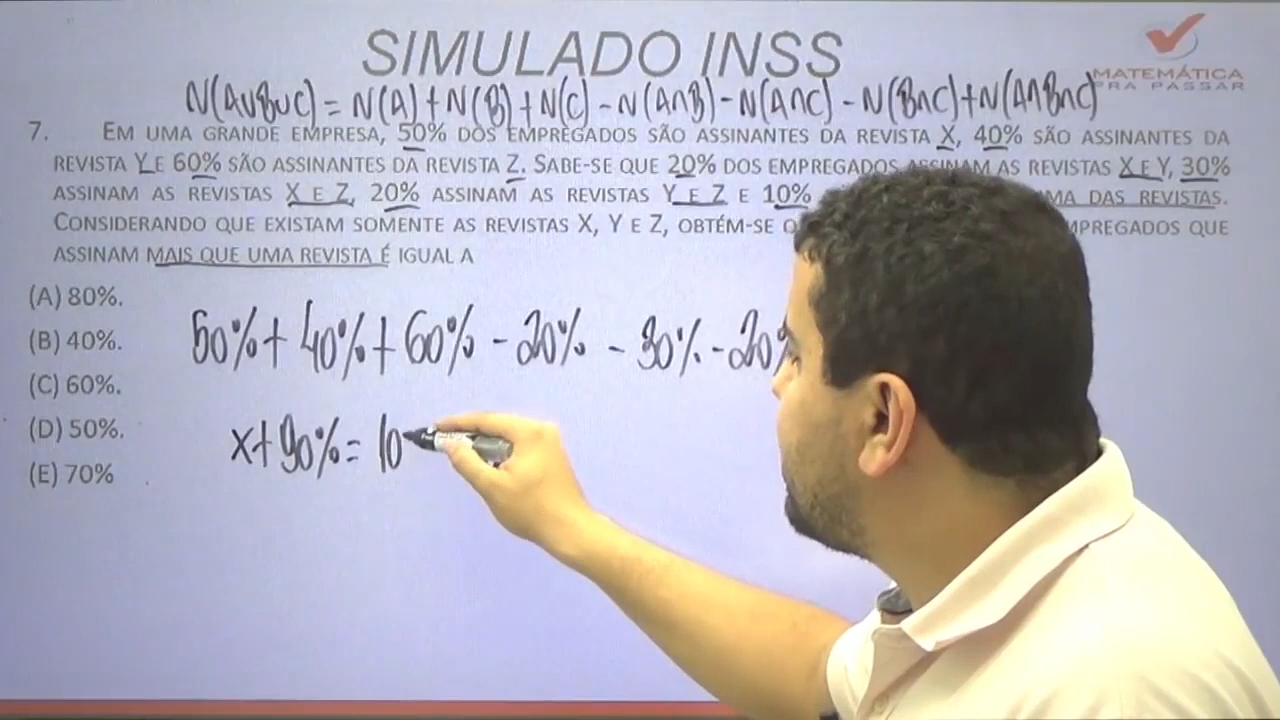 SIMULADO INSS
MATEMÁTICA
PRA PASSAR
N(A∪B∪C) = N(A) + N(B) + N(C) - N(A∩B) - N(A∩C) - N(B∩C) + N(A∩B∩C)
7. EM UMA GRANDE EMPRESA, 50% DOS EMPREGADOS SÃO ASSINANTES DA REVISTA X, 40% SÃO ASSINANTES DA
REVISTA Y E 60% SÃO ASSINANTES DA REVISTA Z. SABE-SE QUE 20% DOS EMPREGADOS ASSINAM AS REVISTAS X E Y, 30%
ASSINAM AS REVISTAS X E Z, 20% ASSINAM AS REVISTAS Y E Z E 10% MA DAS REVISTAS.
CONSIDERANDO QUE EXISTAM SOMENTE AS REVISTAS X, Y E Z, OBTÉM-SE O MPREGADOS QUE
ASSINAM MAIS QUE UMA REVISTA É IGUAL A
(A) 80%.
(B) 40%.
(C) 60%.
(D) 50%.
(E) 70%
50% + 40% + 60% - 20% - 30% - 20%
x + 90% = 10